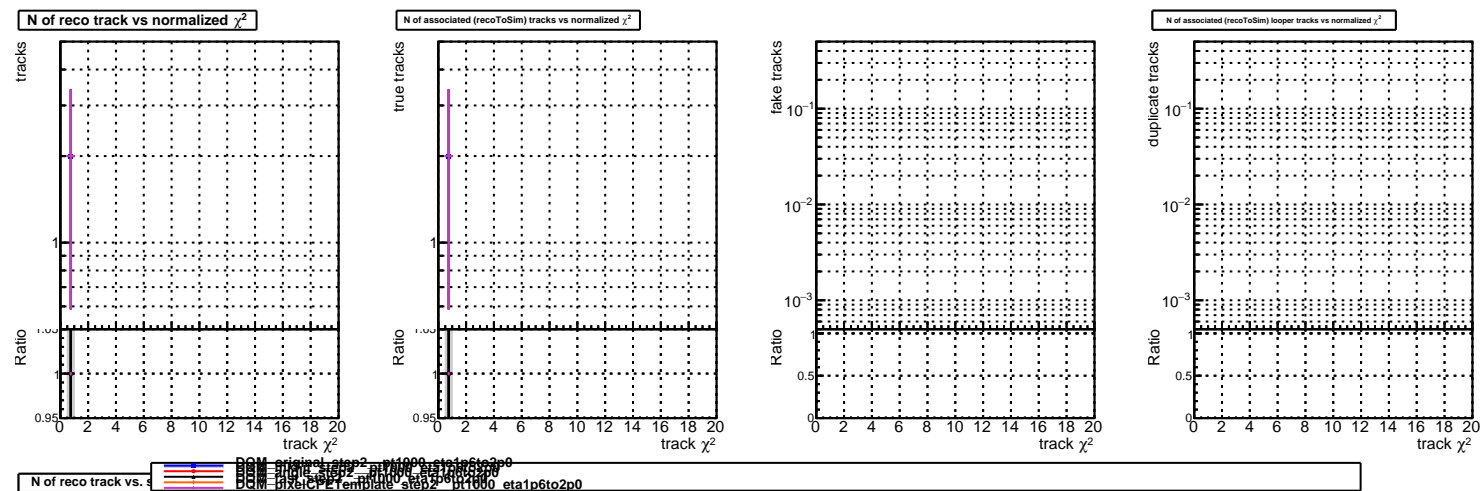 N of reco track vs normalized χ²
N of associated (recoToSim) tracks vs normalized χ²
N of associated (recoToSim) looper tracks vs normalized χ²
tracks
1
Ratio
1.05
1
0.95
0 2 4 6 8 10 12 14 16 18 20
track χ²
true tracks
1
Ratio
1.05
1
0.95
0 2 4 6 8 10 12 14 16 18 20
track χ²
fake tracks
10⁻¹
10⁻²
10⁻³
Ratio
1
0.5
0
0 2 4 6 8 10 12 14 16 18 20
track χ²
duplicate tracks
10⁻¹
10⁻²
10⁻³
Ratio
1
0.5
0
0 2 4 6 8 10 12 14 16 18 20
track χ²
DQM_original_step2__pt1000_eta1p6to2p0
DQM_angle_step2__pt1000_eta1p6to2p0
DQM_pixelCPETemplate_step2__pt1000_eta1p6to2p0
N of reco track vs. s